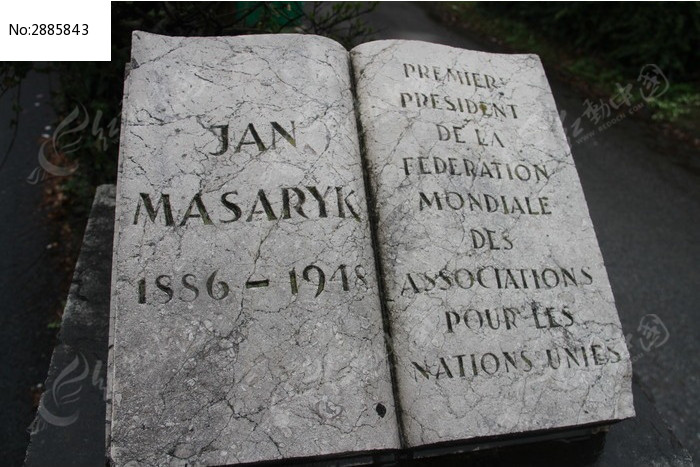 No:2885843
JAN
MASARYK
1886 - 1948
PREMIER
PRESIDENT
DE LA
FEDERATION
MONDIALE
DES
ASSOCIATIONS
POUR LES
NATIONS UNIES